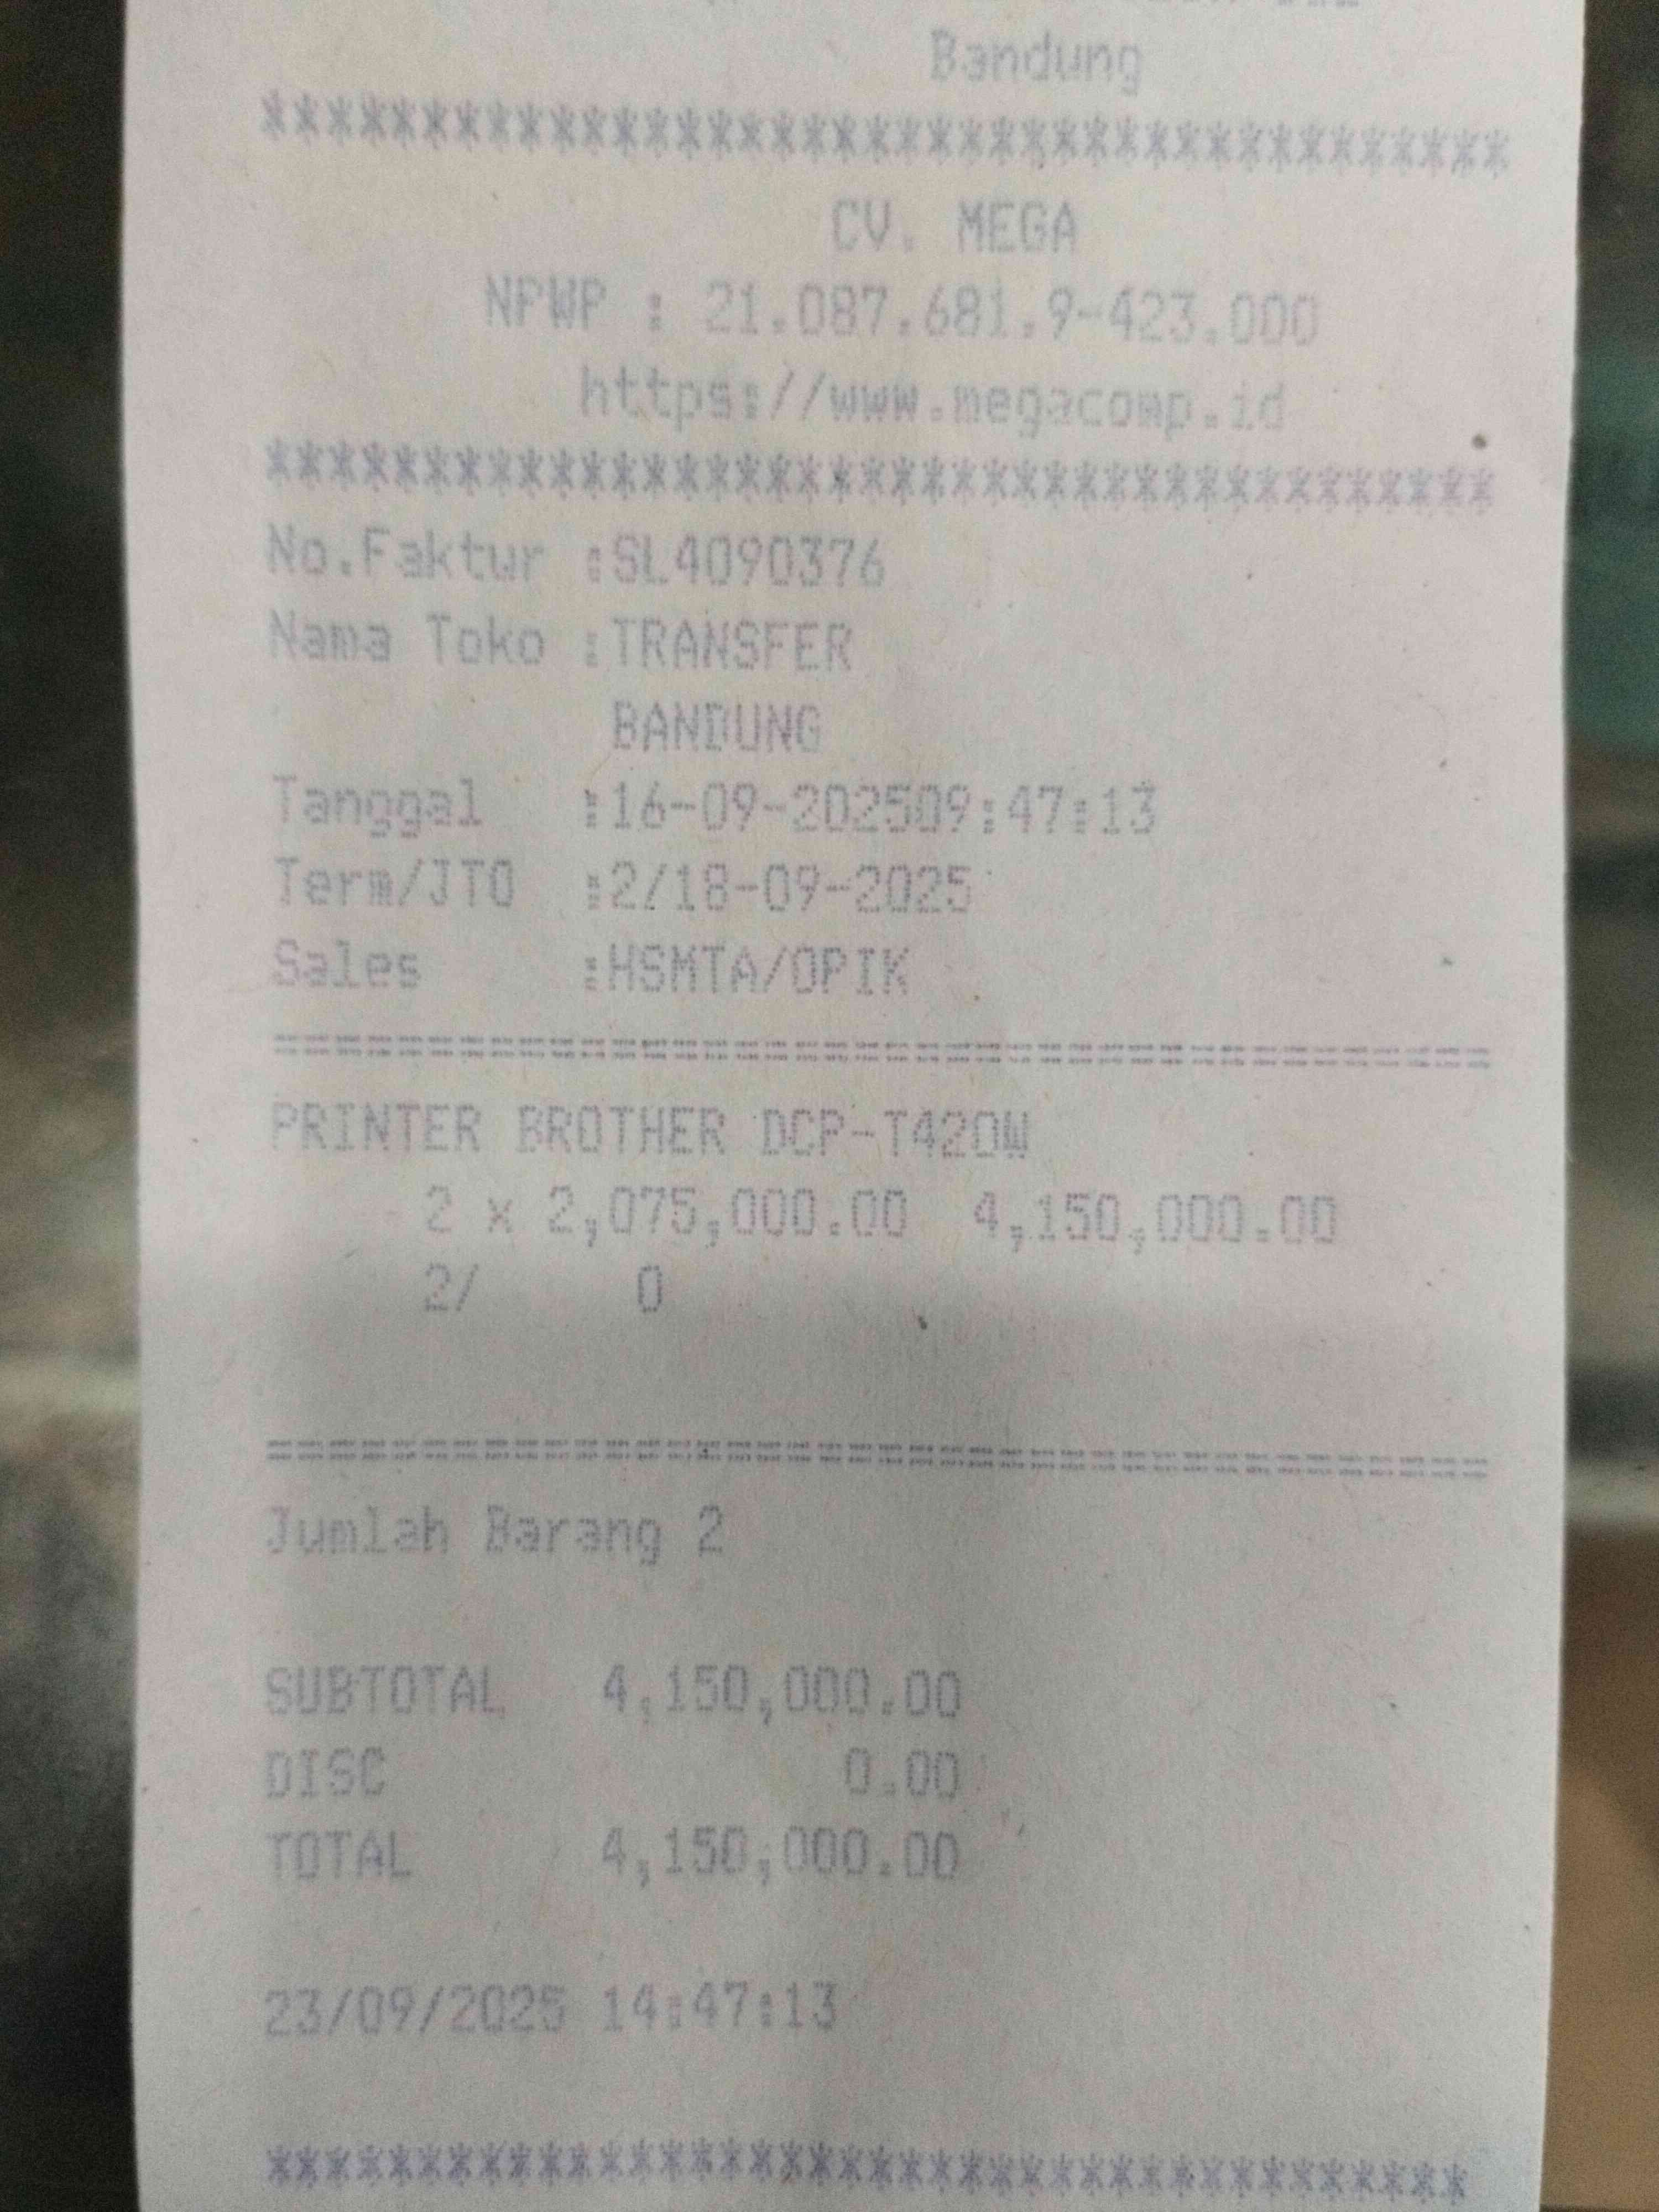 Bandung
****************************************
CV. MEGA
NPWP : 21.087.681.9-423.000
https://www.megacomp.id
****************************************
No.Faktur :SL4090376
Nama Toko :TRANSFER
BANDUNG
Tanggal :16-09-202509:47:13
Term/JTO :2/18-09-2025
Sales :HSMTA/OPIK
========================================
PRINTER BROTHER DCP-T420W
2 x 2,075,000.00 4,150,000.00
2/ 0
========================================
Jumlah Barang 2
SUBTOTAL 4,150,000.00
DISC 0.00
TOTAL 4,150,000.00
23/09/2025 14:47:13
****************************************